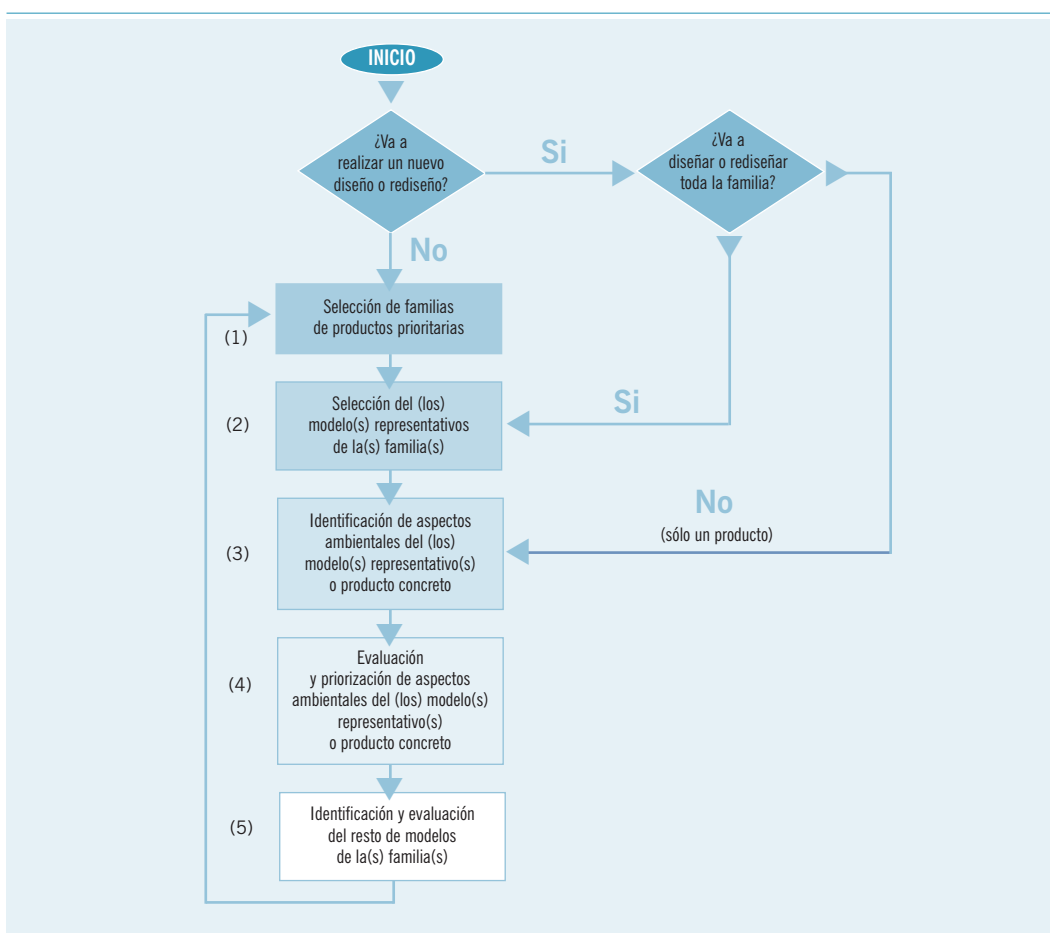 INICIO
¿Va a
realizar un nuevo
diseño o rediseño?
Si
¿Va a
diseñar o rediseñar
toda la familia?
No
(1)
Selección de familias
de productos prioritarias
(2)
Selección del (los)
modelo(s) representativos
de la(s) familia(s)
Si
(3)
Identificación de aspectos
ambientales del (los)
modelo(s) representativo(s)
o producto concreto
No
(sólo un producto)
(4)
Evaluación
y priorización de aspectos
ambientales del (los) modelo(s)
representativo(s)
o producto concreto
(5)
Identificación y evaluación
del resto de modelos
de la(s) familia(s)